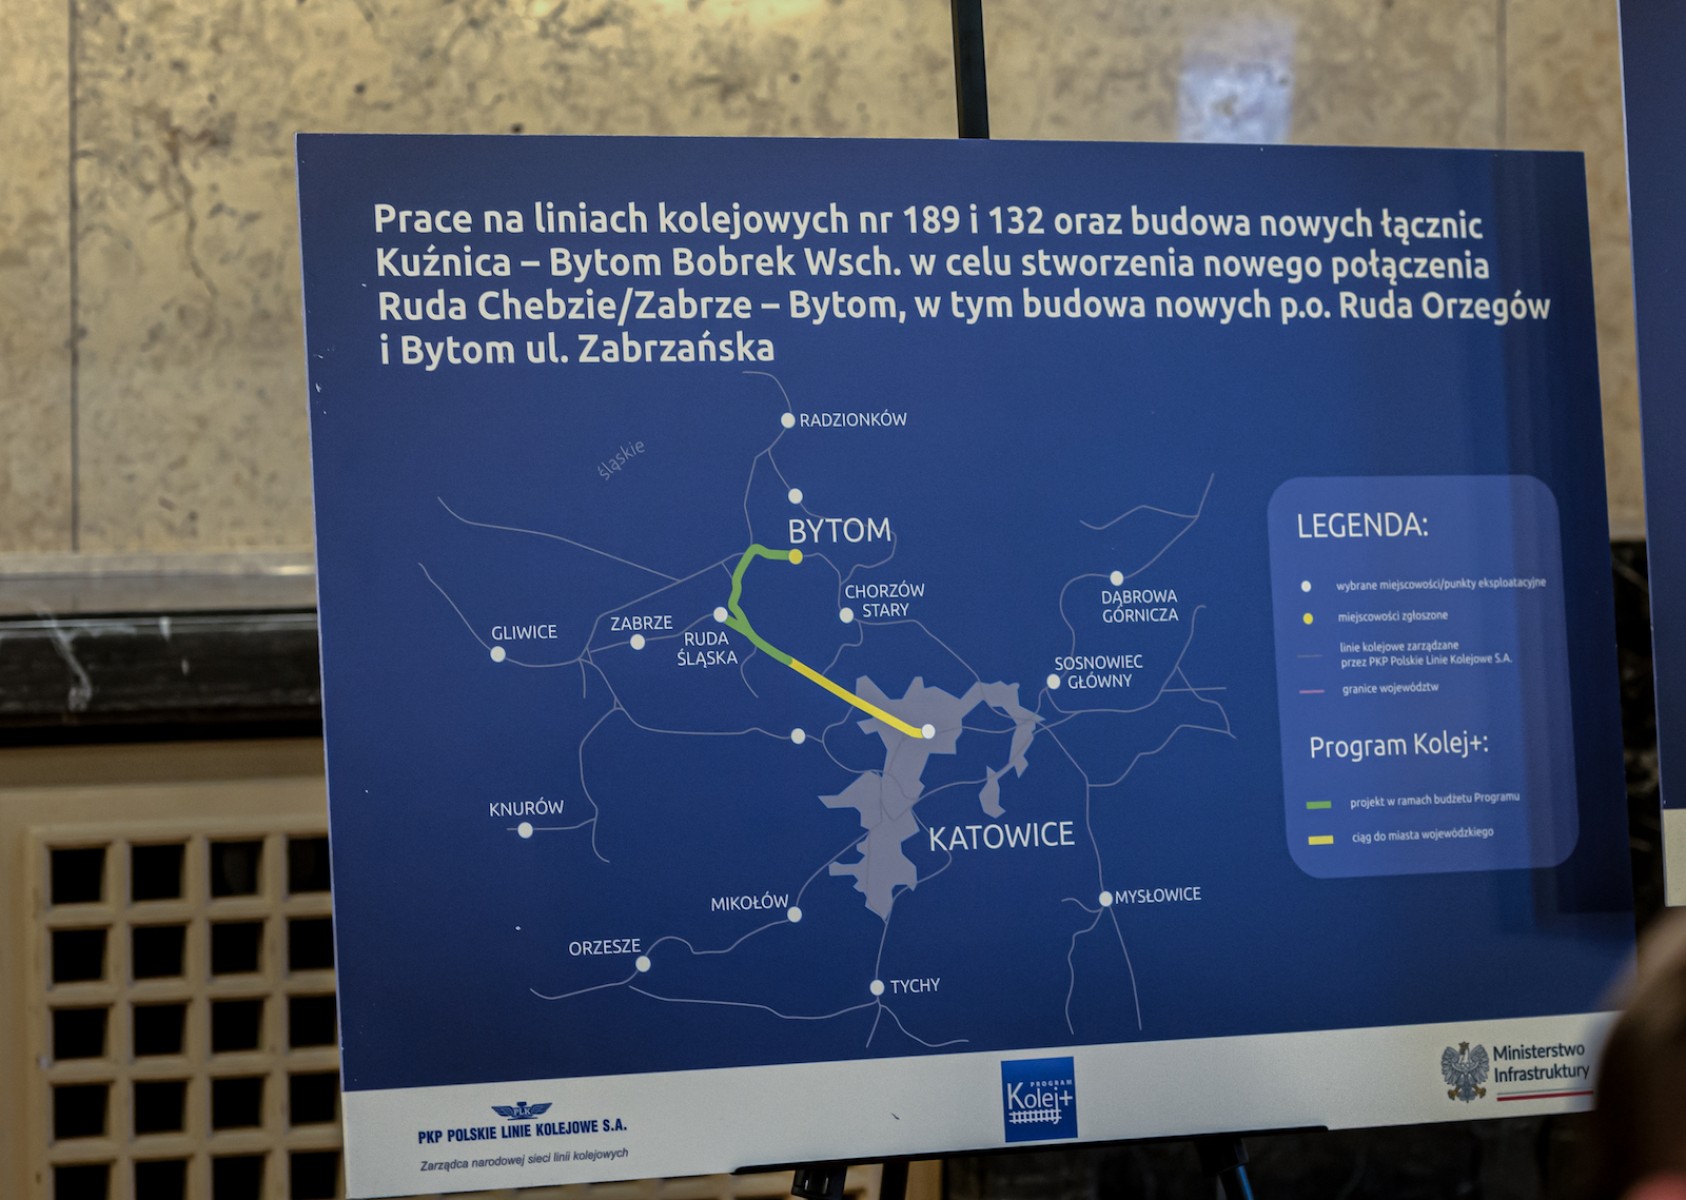 Prace na liniach kolejowych nr 189 i 132 oraz budowa nowych łącznic
Kuźnica – Bytom Bobrek Wsch. w celu stworzenia nowego połączenia
Ruda Chebzie/Zabrze – Bytom, w tym budowa nowych p.o. Ruda Orzegów
i Bytom ul. Zabrzańska
RADZIONKÓW
śląskie
BYTOM
CHORZÓW
STARY
DĄBROWA
GÓRNICZA
GLIWICE
ZABRZE
RUDA
ŚLĄSKA
SOSNOWIEC
GŁÓWNY
KNURÓW
KATOWICE
MIKOŁÓW
MYSŁOWICE
ORZESZE
TYCHY
LEGENDA:
wybrane miejscowości/punkty eksploatacyjne
miejscowości zgłoszone
linie kolejowe zarządzane
przez PKP Polskie Linie Kolejowe S.A.
granice województw
Program Kolej+:
projekt w ramach budżetu Programu
ciąg do miasta wojewódzkiego
PLK
PKP POLSKIE LINIE KOLEJOWE S.A.
Zarządca narodowej sieci linii kolejowych
PROGRAM
Kolej+
Ministerstwo
Infrastruktury